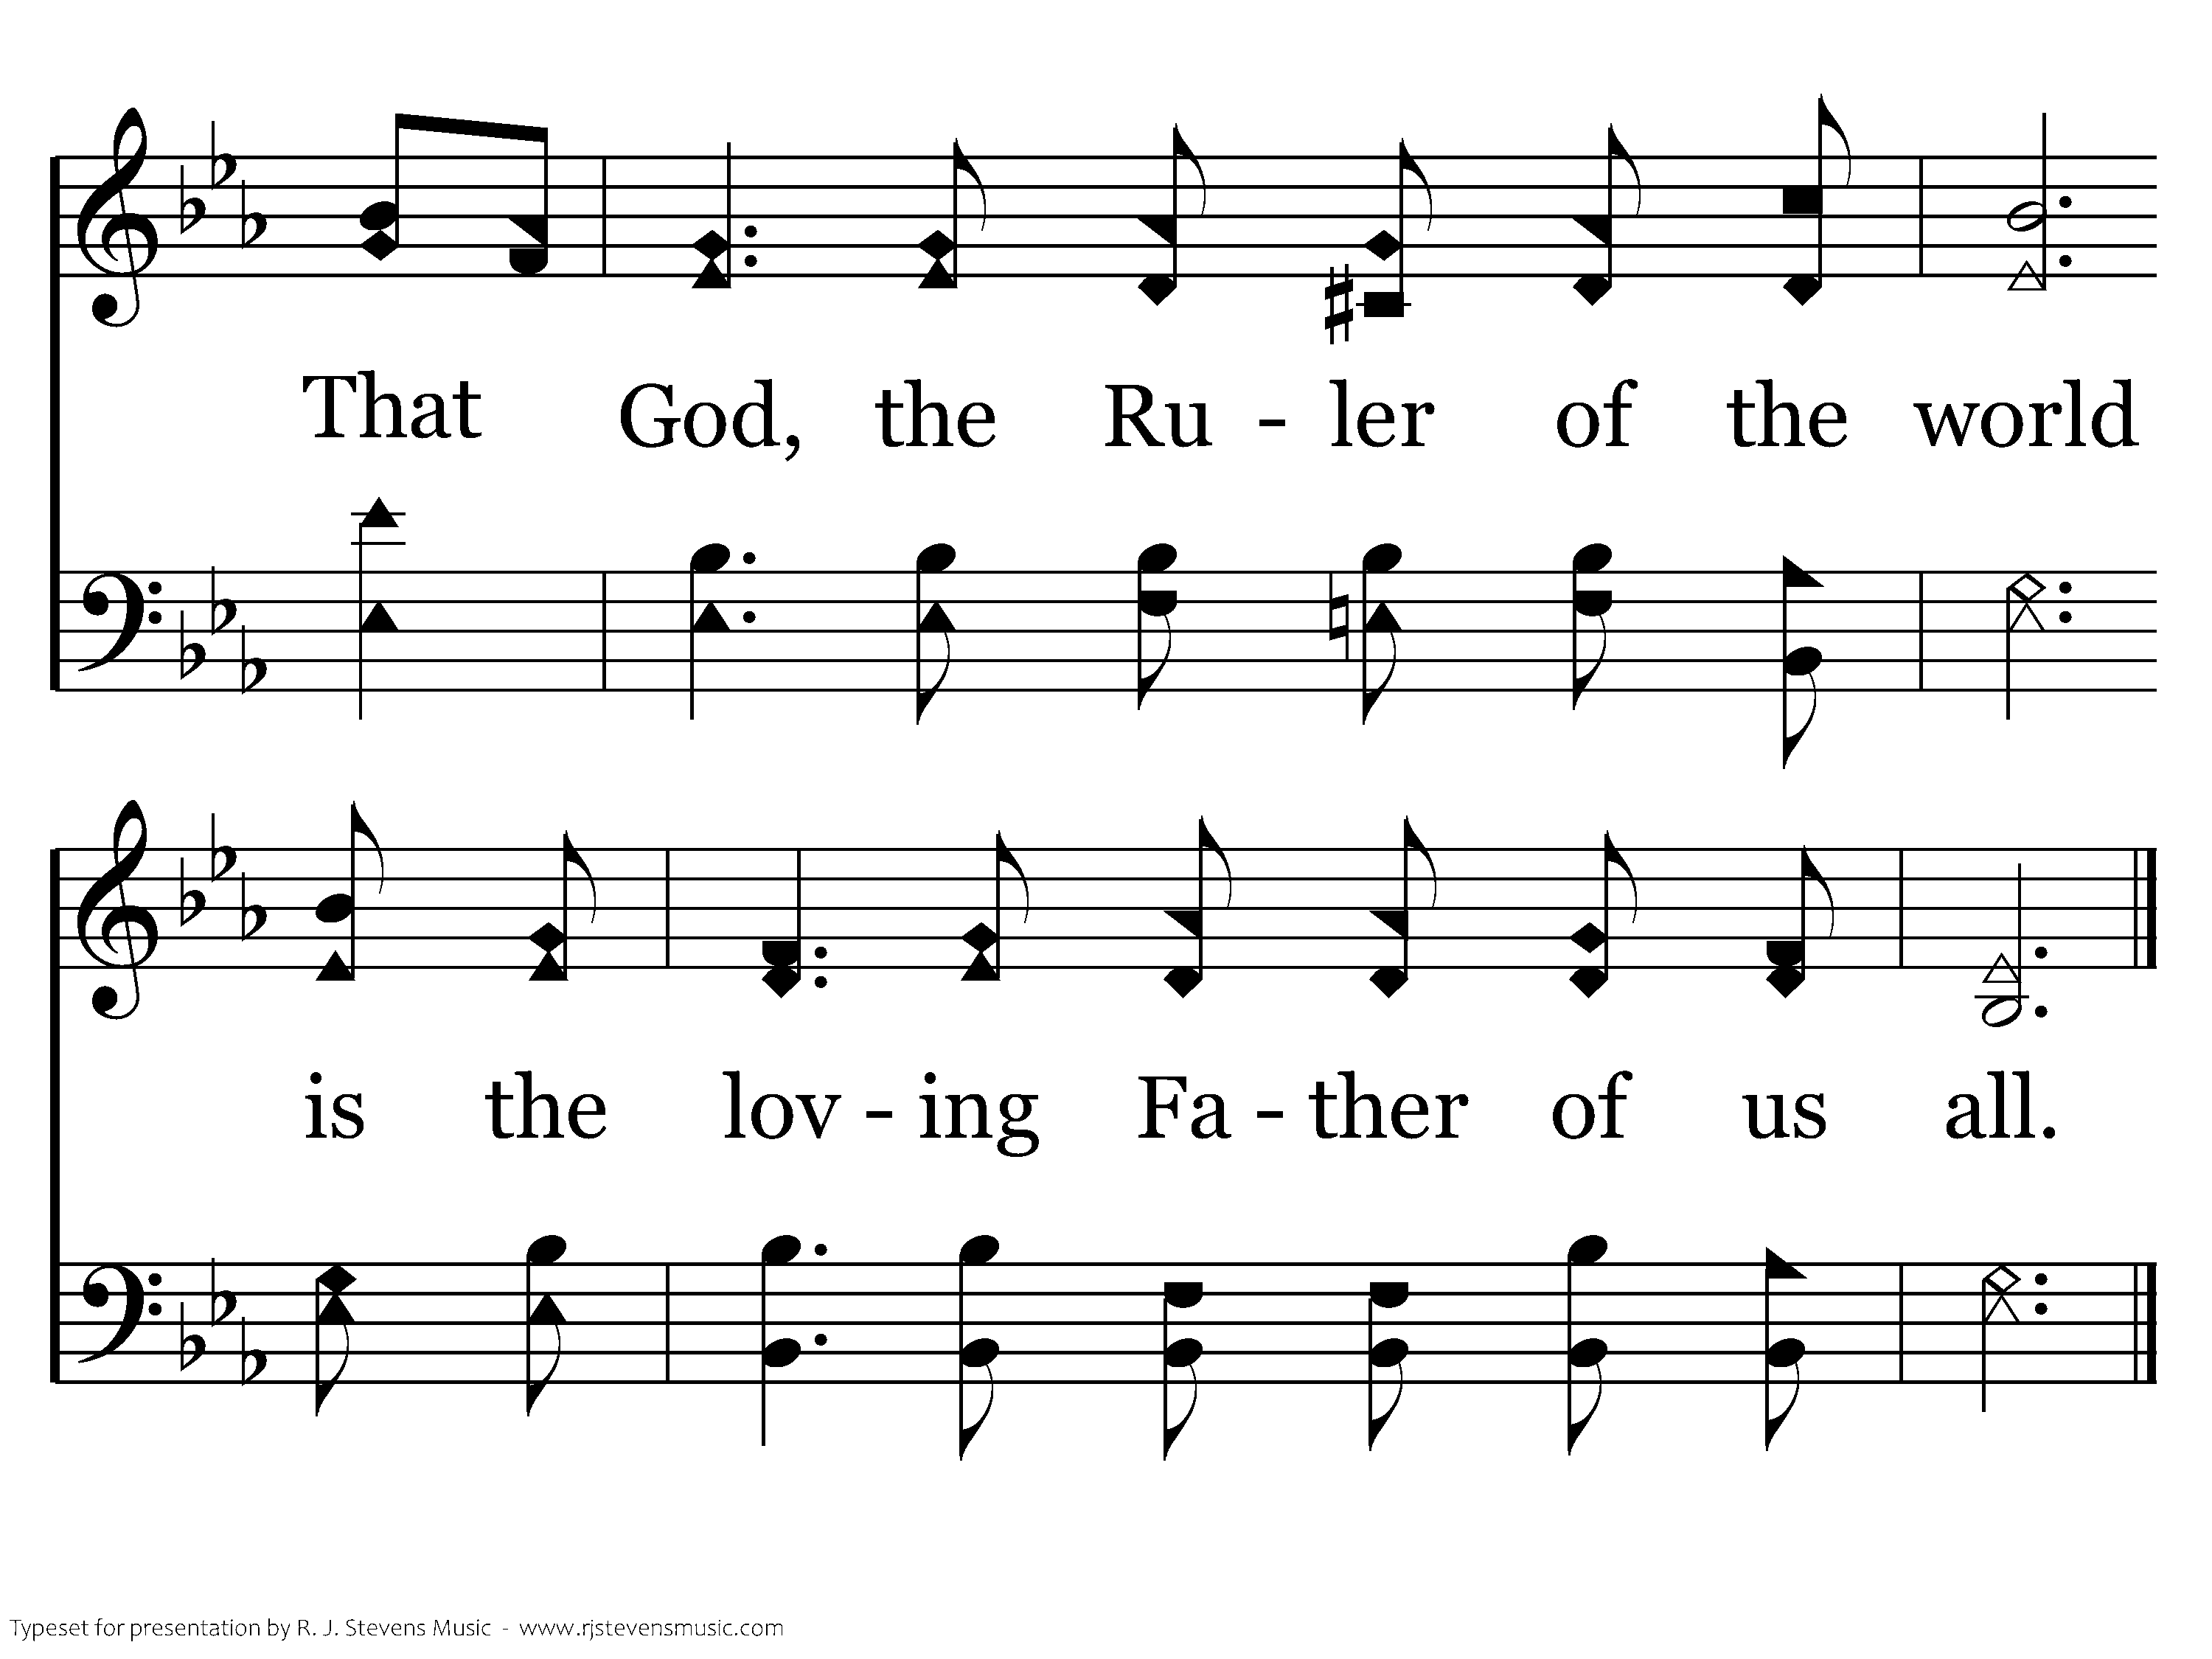 That God, the Ru - ler of the world
is the lov - ing Fa - ther of us all.
Typeset for presentation by R. J. Stevens Music - www.rjstevensmusic.com